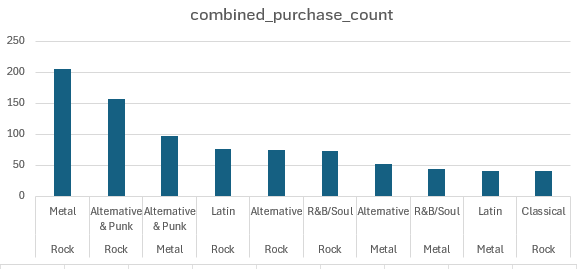 combined_purchase_count
250
200
150
100
50
0
Metal Alternative Alternative Latin Alternative R&B/Soul Alternative R&B/Soul Latin Classical
& Punk & Punk
Rock Rock Metal Rock Rock Rock Metal Metal Metal Rock